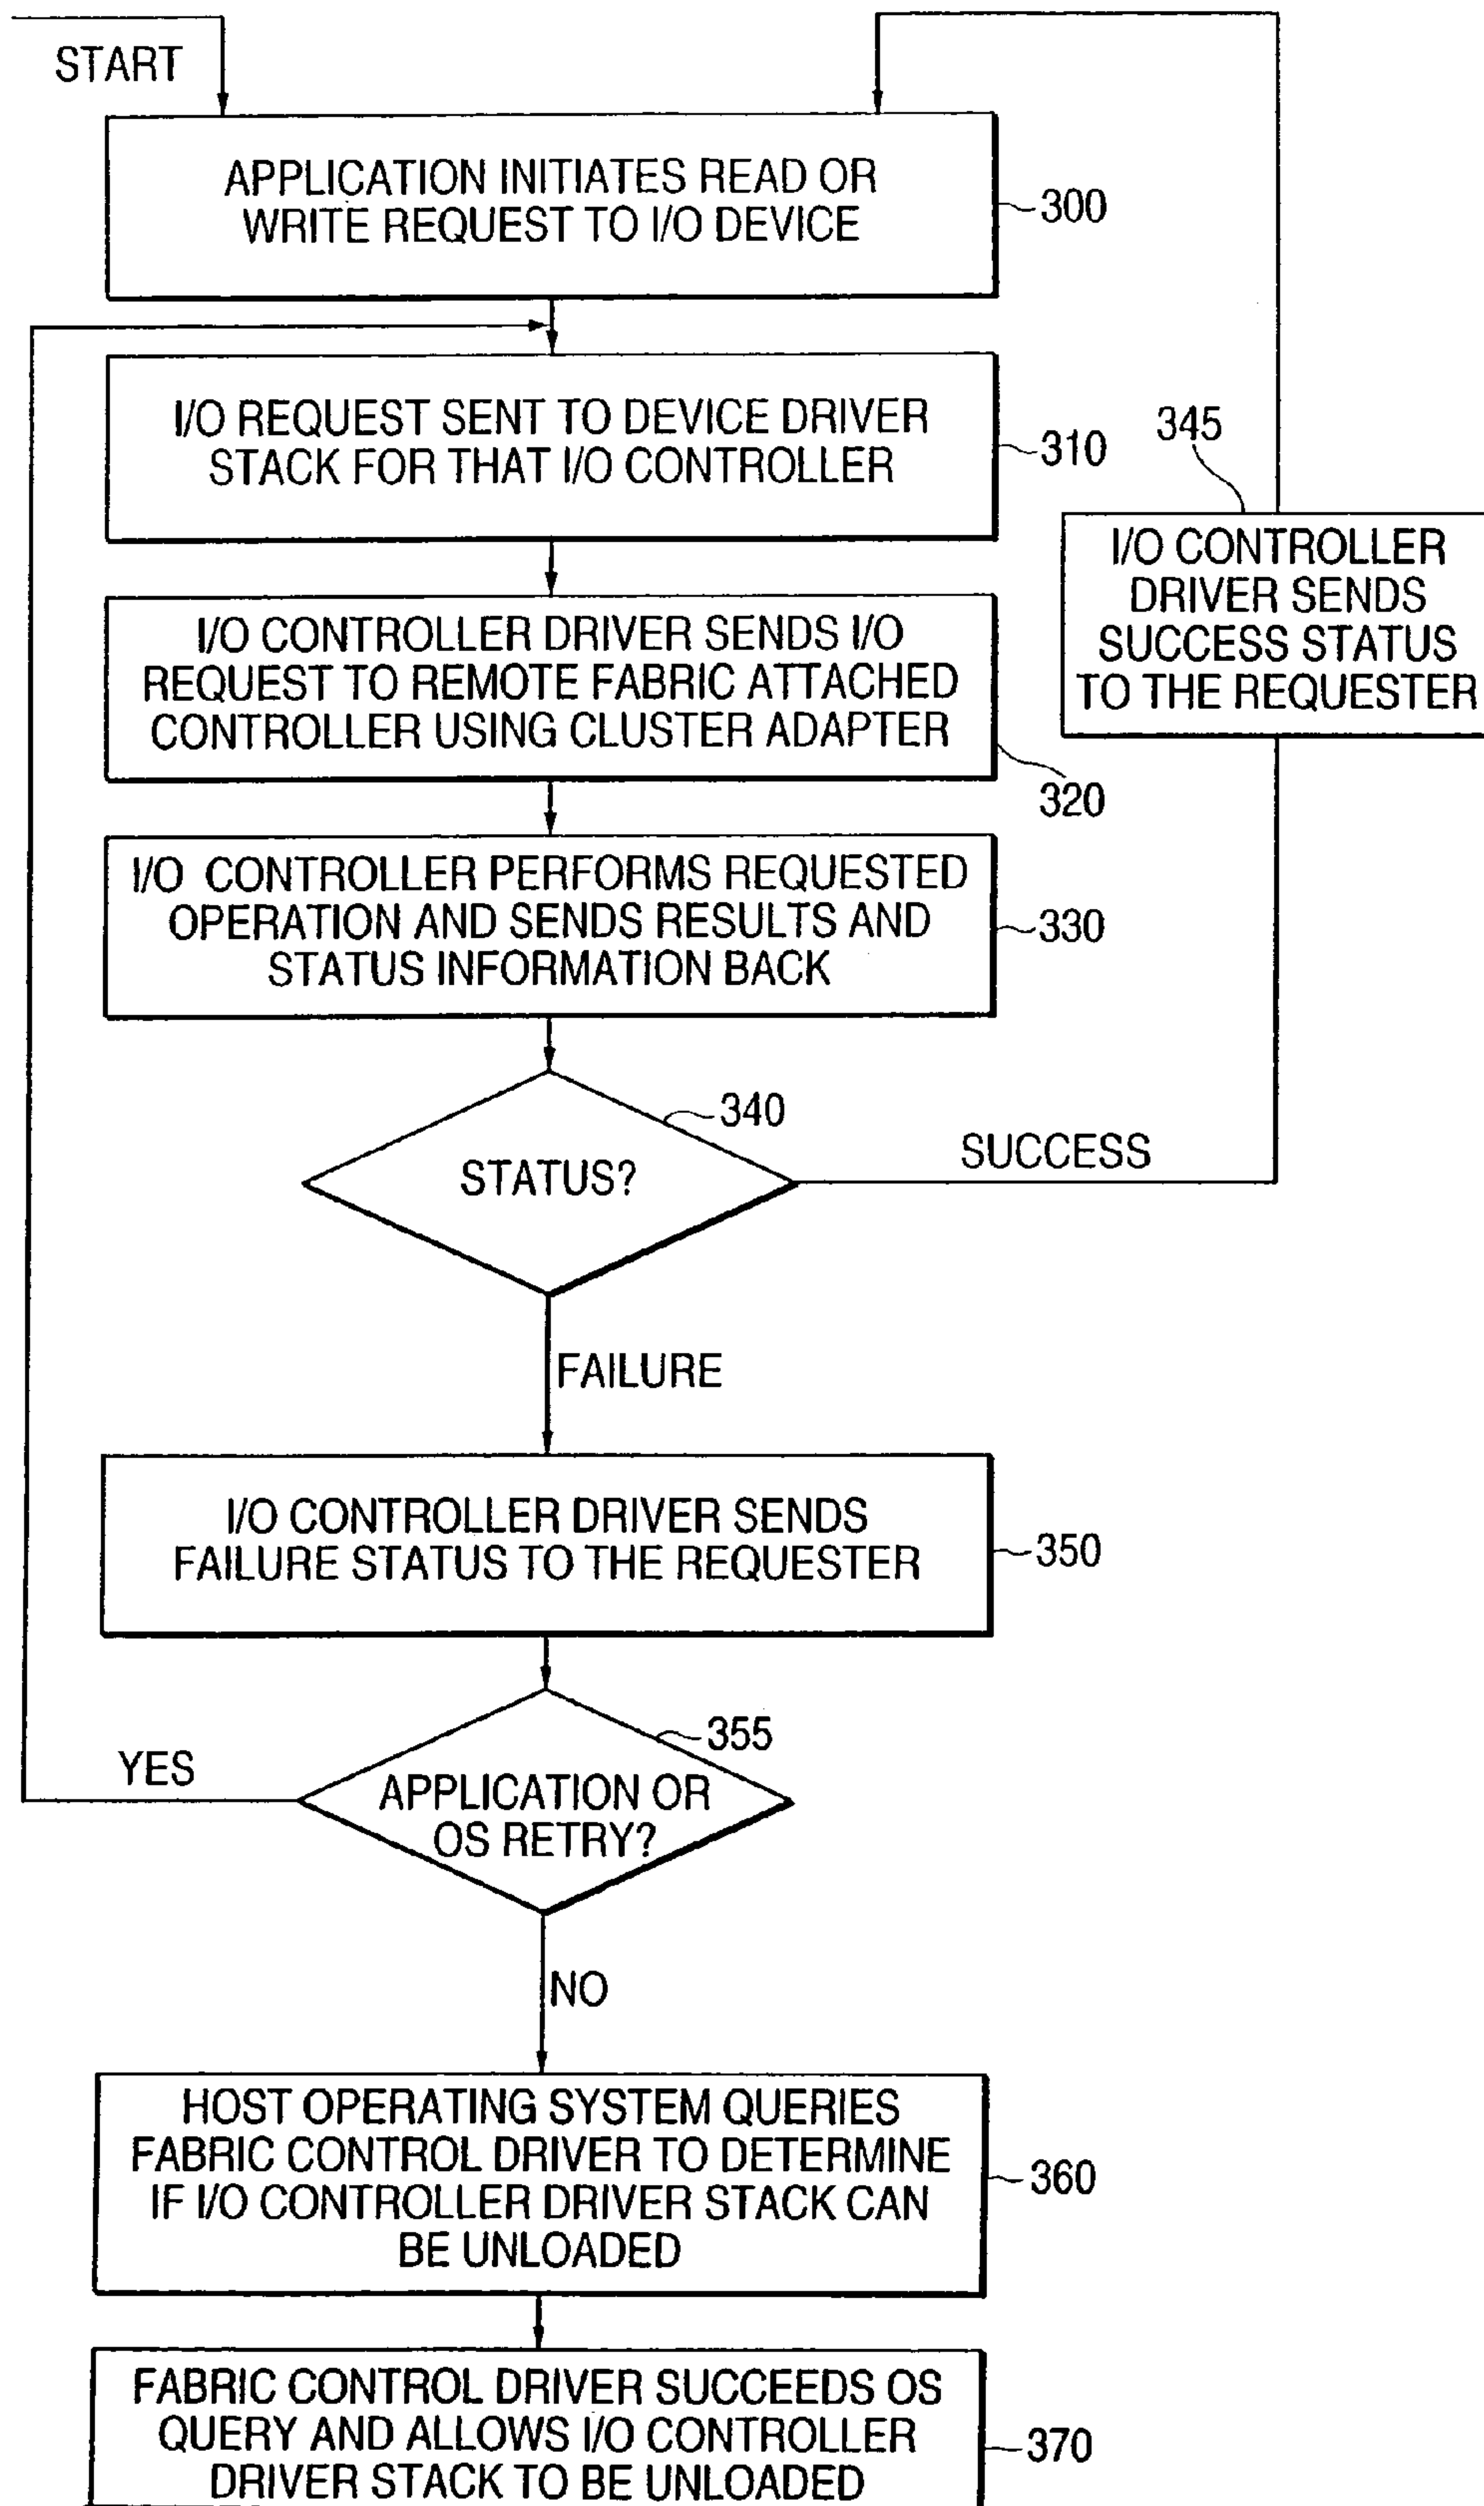 START
APPLICATION INITIATES READ OR
WRITE REQUEST TO I/O DEVICE
300
I/O REQUEST SENT TO DEVICE DRIVER
STACK FOR THAT I/O CONTROLLER
310
345
I/O CONTROLLER
DRIVER SENDS
SUCCESS STATUS
TO THE REQUESTER
I/O CONTROLLER DRIVER SENDS I/O
REQUEST TO REMOTE FABRIC ATTACHED
CONTROLLER USING CLUSTER ADAPTER
320
I/O CONTROLLER PERFORMS REQUESTED
OPERATION AND SENDS RESULTS AND
STATUS INFORMATION BACK
330
340
STATUS?
SUCCESS
FAILURE
I/O CONTROLLER DRIVER SENDS
FAILURE STATUS TO THE REQUESTER
350
355
YES
APPLICATION OR
OS RETRY?
NO
HOST OPERATING SYSTEM QUERIES
FABRIC CONTROL DRIVER TO DETERMINE
IF I/O CONTROLLER DRIVER STACK CAN
BE UNLOADED
360
FABRIC CONTROL DRIVER SUCCEEDS OS
QUERY AND ALLOWS I/O CONTROLLER
DRIVER STACK TO BE UNLOADED
370